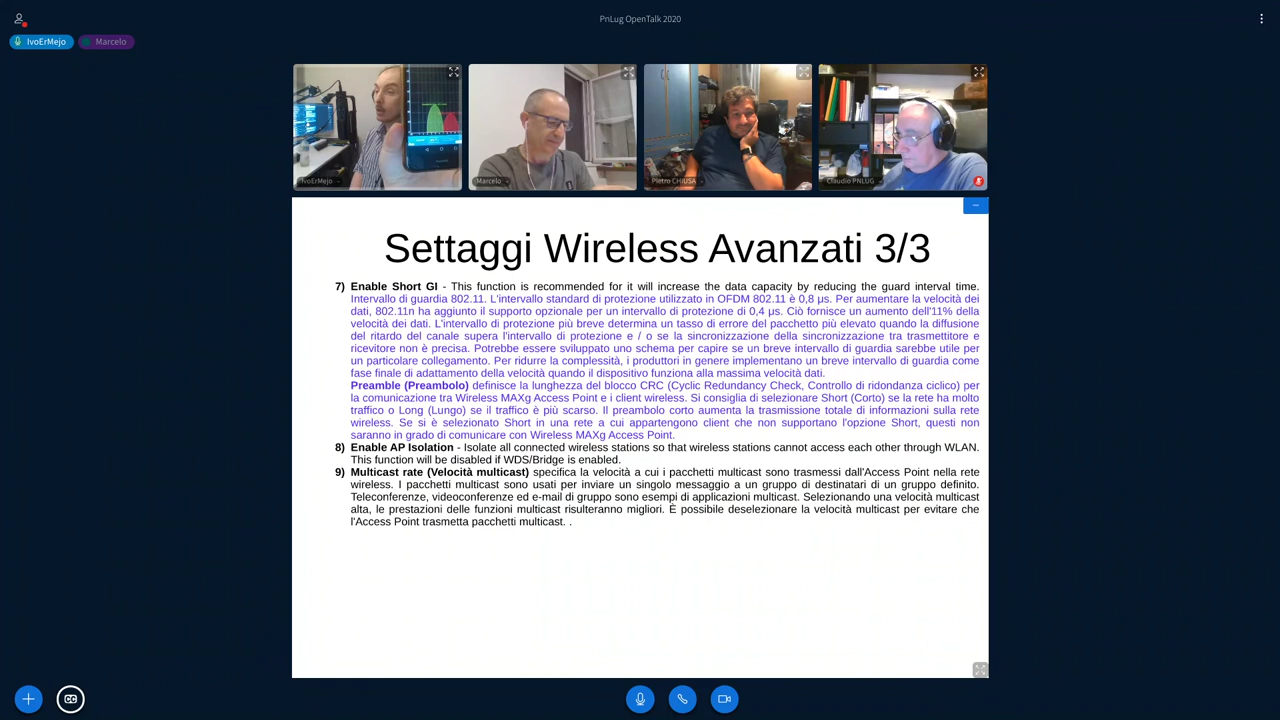 PnLug OpenTalk 2020
IvoErMejo
Marcelo
IvoErMejo
Marcelo
Pietro CHIUSA
Claudio PNLUG
Settaggi Wireless Avanzati 3/3
7) Enable Short GI - This function is recommended for it will increase the data capacity by reducing the guard interval time.
Intervallo di guardia 802.11. L'intervallo standard di protezione utilizzato in OFDM 802.11 è 0,8 μs. Per aumentare la velocità dei
dati, 802.11n ha aggiunto il supporto opzionale per un intervallo di protezione di 0,4 μs. Ciò fornisce un aumento dell'11% della
velocità dei dati. L'intervallo di protezione più breve determina un tasso di errore del pacchetto più elevato quando la diffusione
del ritardo del canale supera l'intervallo di protezione e / o se la sincronizzazione della sincronizzazione tra trasmettitore e
ricevitore non è precisa. Potrebbe essere sviluppato uno schema per capire se un breve intervallo di guardia sarebbe utile per
un particolare collegamento. Per ridurre la complessità, i produttori in genere implementano un breve intervallo di guardia come
fase finale di adattamento della velocità quando il dispositivo funziona alla massima velocità dati.
Preamble (Preambolo) definisce la lunghezza del blocco CRC (Cyclic Redundancy Check, Controllo di ridondanza ciclico) per
la comunicazione tra Wireless MAXg Access Point e i client wireless. Si consiglia di selezionare Short (Corto) se la rete ha molto
traffico o Long (Lungo) se il traffico è più scarso. Il preambolo corto aumenta la trasmissione totale di informazioni sulla rete
wireless. Se si è selezionato Short in una rete a cui appartengono client che non supportano l'opzione Short, questi non
saranno in grado di comunicare con Wireless MAXg Access Point.
8) Enable AP Isolation - Isolate all connected wireless stations so that wireless stations cannot access each other through WLAN.
This function will be disabled if WDS/Bridge is enabled.
9) Multicast rate (Velocità multicast) specifica la velocità a cui i pacchetti multicast sono trasmessi dall'Access Point nella rete
wireless. I pacchetti multicast sono usati per inviare un singolo messaggio a un gruppo di destinatari di un gruppo definito.
Teleconferenze, videoconferenze ed e-mail di gruppo sono esempi di applicazioni multicast. Selezionando una velocità multicast
alta, le prestazioni delle funzioni multicast risulteranno migliori. È possibile deselezionare la velocità multicast per evitare che
l'Access Point trasmetta pacchetti multicast. .
CC